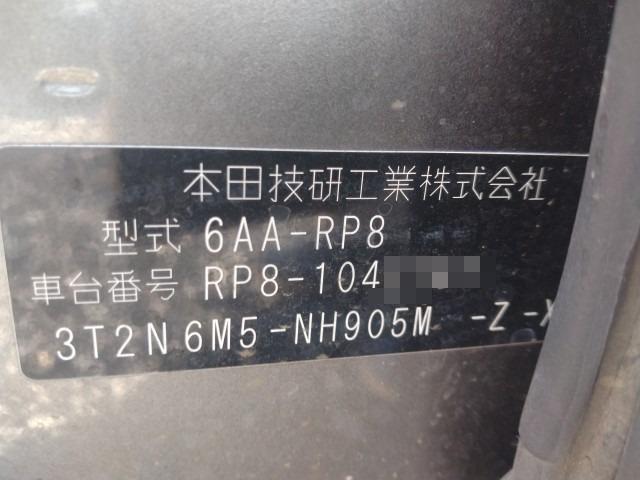 本田技研工業株式会社
型式 6AA-RP8
車台番号 RP8-104
3T2N6M5-NH905M -Z-X